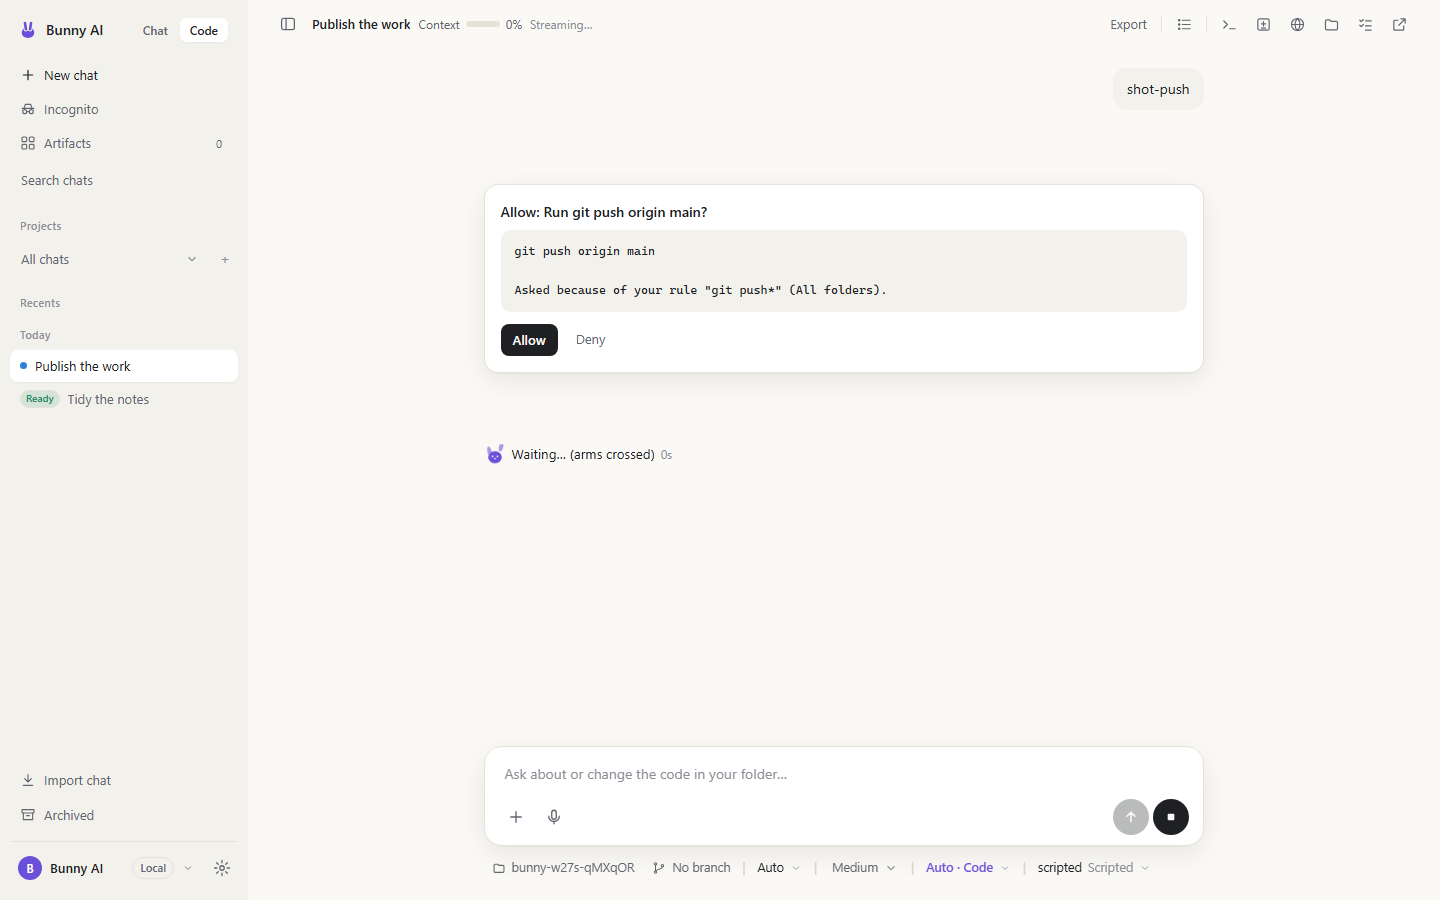 Bunny AI
Chat
Code
New chat
Incognito
Artifacts
0
Search chats
Projects
All chats
+
Recents
Today
Publish the work
Ready
Tidy the notes
Import chat
Archived
B
Bunny AI
Local
Publish the work
Context
0%
Streaming...
Export
shot-push
Allow: Run git push origin main?
git push origin main
Asked because of your rule "git push*" (All folders).
Allow
Deny
Waiting... (arms crossed) 0s
Ask about or change the code in your folder...
bunny-w27s-qMXqOR
No branch
Auto
Medium
Auto · Code
scripted Scripted